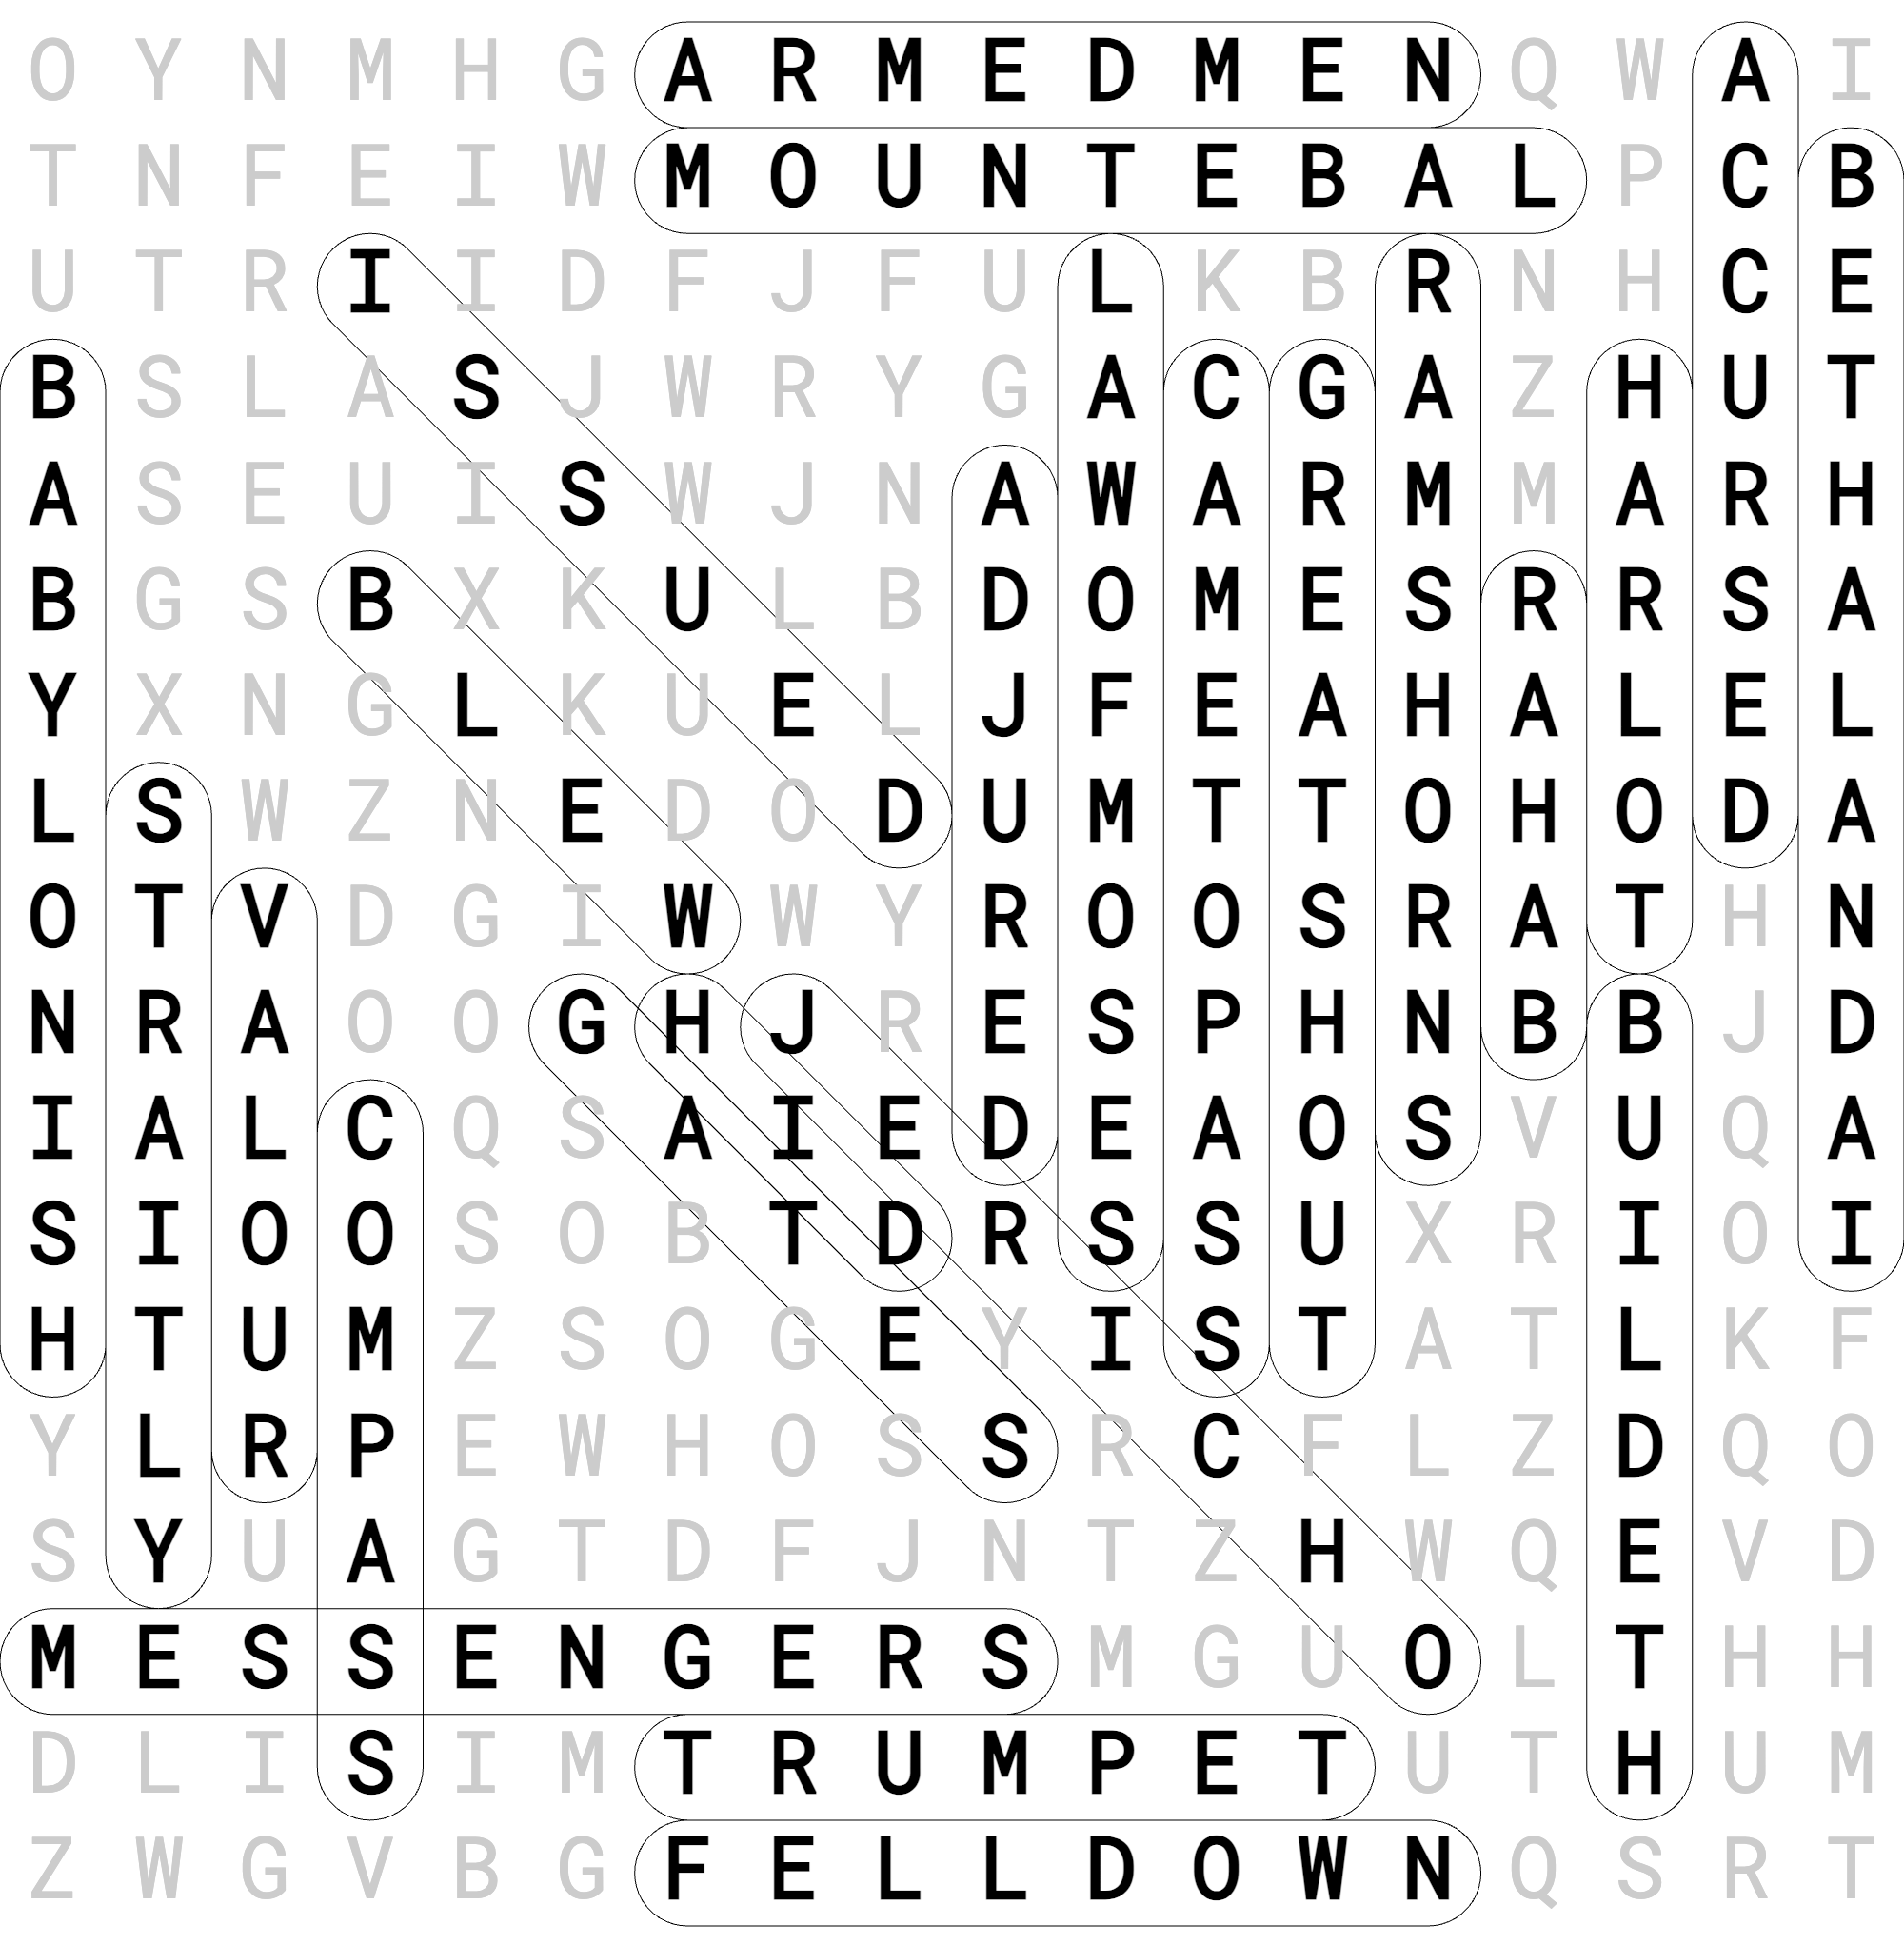 O Y N M H G A R M E D M E N Q W A I
T N F E I W M O U N T E B A L P C B
U T R I I D F J F U L K B R N H C E
B S L A S J W R Y G A C G A Z H U T
A S E U I S W J N A W A R M M A R H
B G S B X K U L B D O M E S R R S A
Y X N G L K U E L J F E A H A L E L
L S W Z N E D O D U M T T O H O D A
O T V D G I W W Y R O O S R A T H N
N R A O O G H J R E S P H N B B J D
I A L C Q S A I E D E A O S V U Q A
S I O O S O B T D R S S U X R I O I
H T U M Z S O G E Y I S T A T L K F
Y L R P E W H O S S R C F L Z D Q O
S Y U A G T D F J N T Z H W Q E V D
M E S S E N G E R S M G U O L T H H
D L I S I M T R U M P E T U T H U M
Z W G V B G F E L L D O W N Q S R T